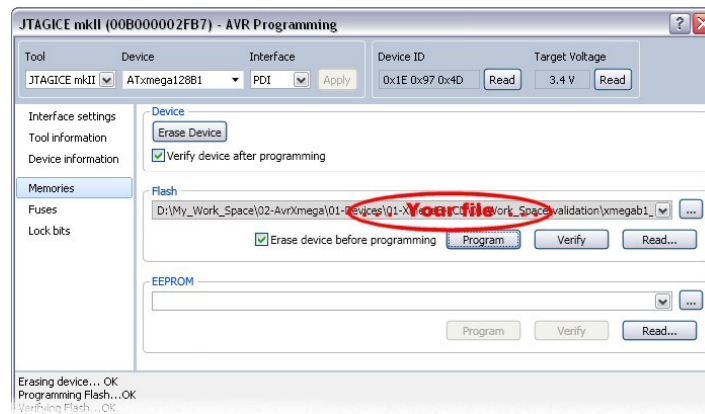 JTAGICE mkII (00B000002FB7) - AVR Programming
Tool Device Interface Device ID Target Voltage
JTAGICE mkII ATxmega128B1 PDI Apply 0x1E 0x97 0x4D Read 3.4 V Read
Interface settings
Tool information
Device information
Memories
Fuses
Lock bits
Device
Erase Device
Verify device after programming
Flash
D:\My_Work_Space\02-AvrXmega\01-Devices\01-X Work_Space\validation\xmegab1_ ...
. . Your file . .
Erase device before programming Program Verify Read...
EEPROM
...
Program Verify Read...
Erasing device... OK
Programming Flash...OK
Verifying Flash...OK